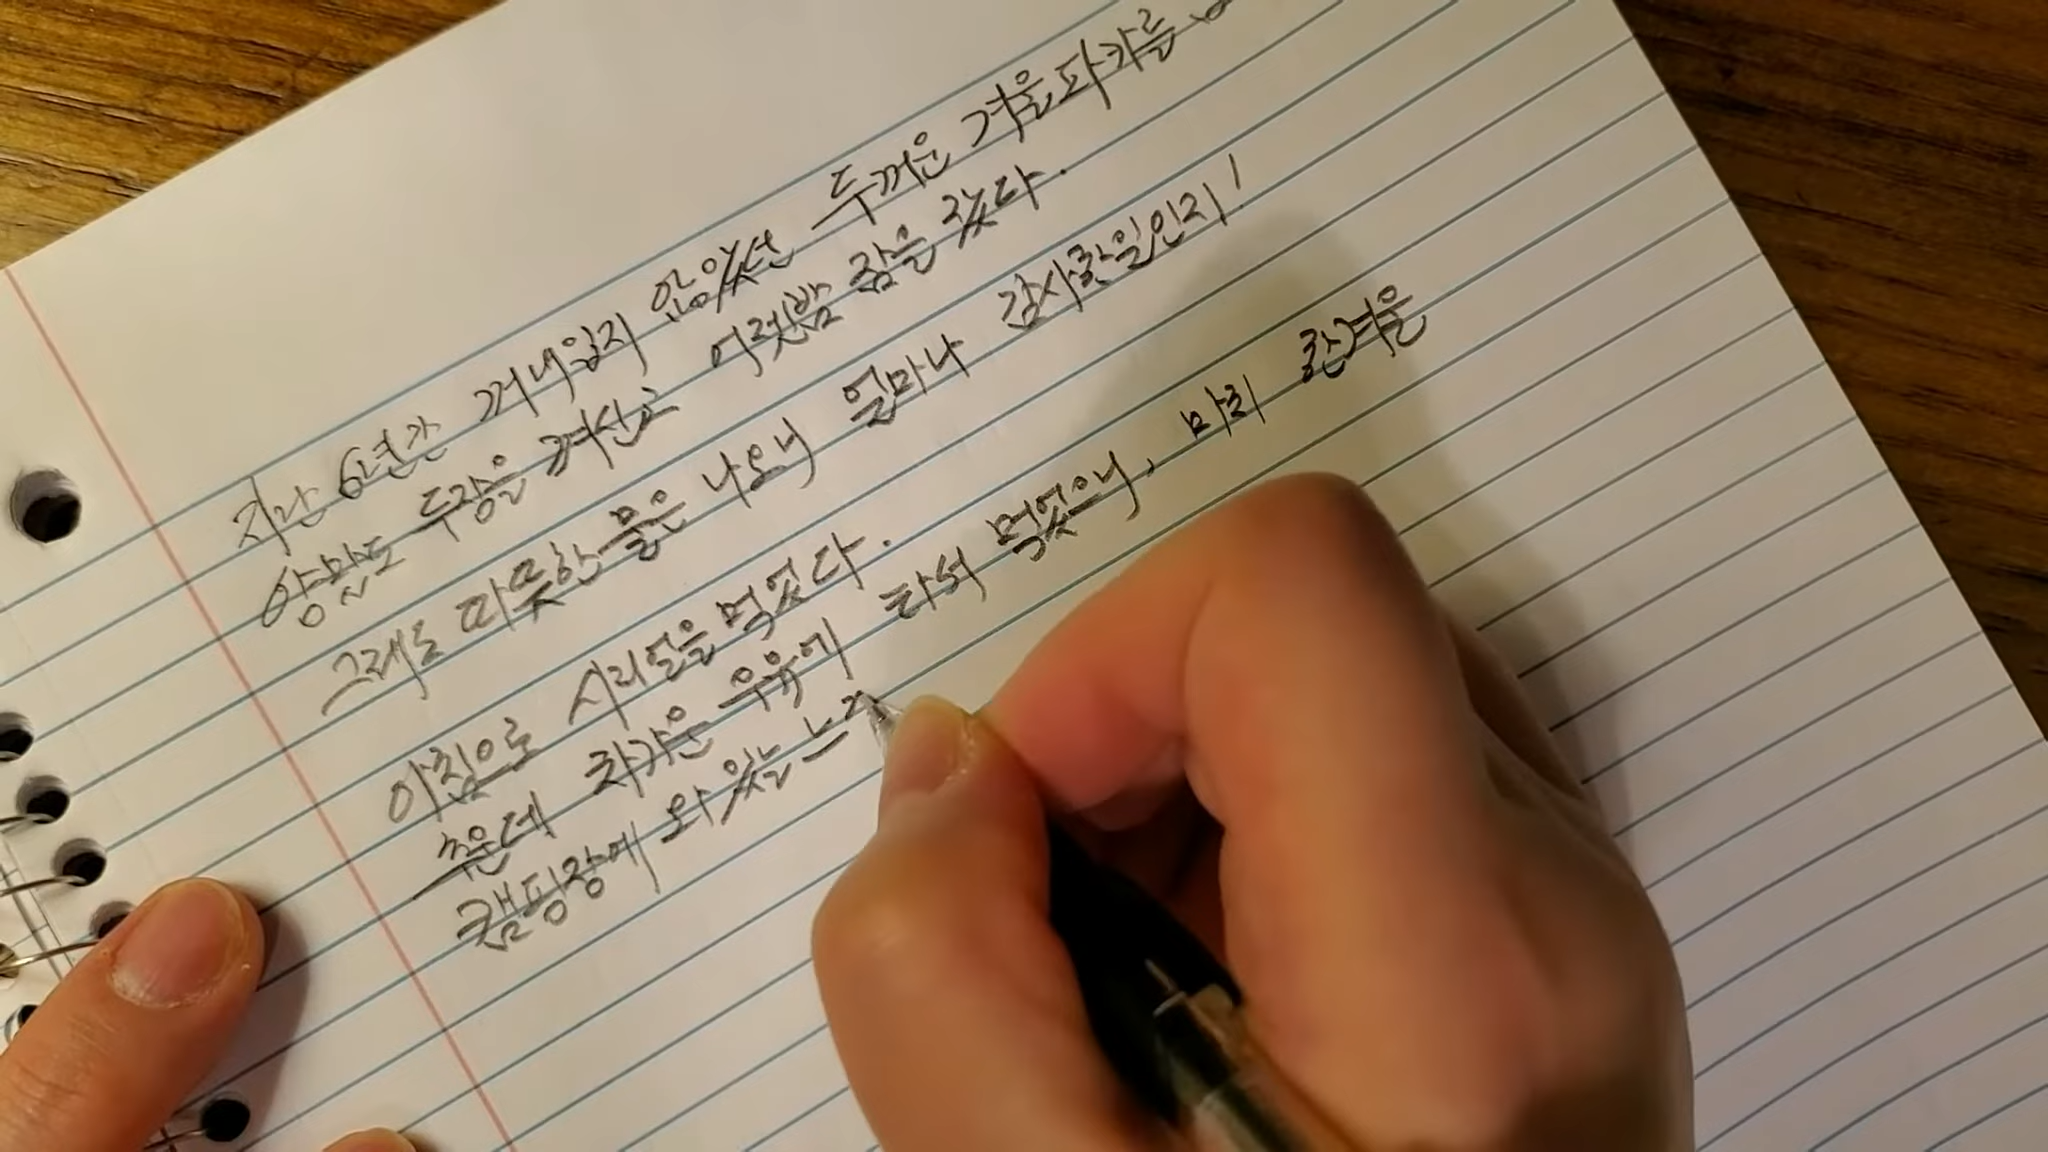 지난 6년간 꺼내입지 않았던 두꺼운 겨울파카를
양말도 두장을 껴신고 어젯밤 잠을 잤다.
그래도 따뜻한 물은 나오니 얼마나 감사한일인지!
아침으로 시리얼을 먹었다.
추운데 차가운 우유에 타서 먹었으니, 마치 한겨울
캠핑장에 와있는 느